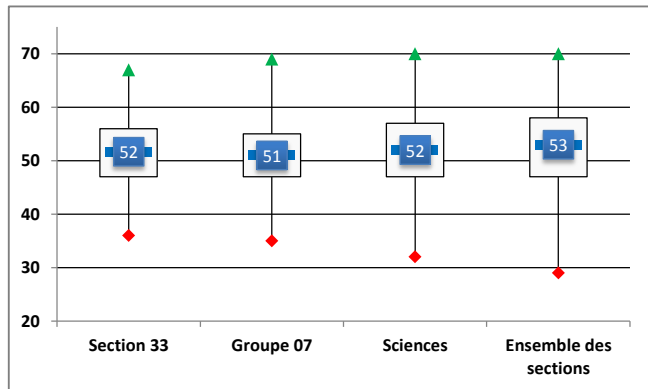 70
60
50
40
30
20
52
51
52
53
Section 33
Groupe 07
Sciences
Ensemble des
sections